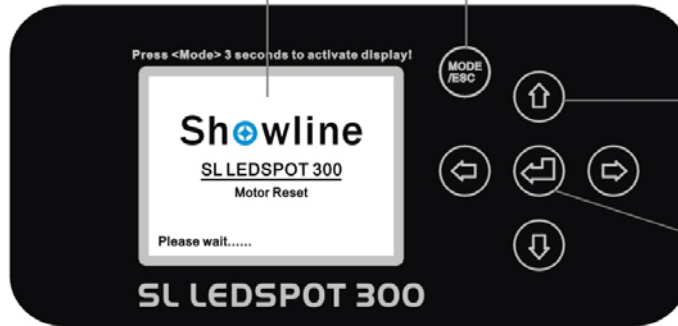 Press <Mode> 3 seconds to activate display!
MODE
/ESC
Showline
SL LEDSPOT 300
Motor Reset
Please wait......
SL LEDSPOT 300